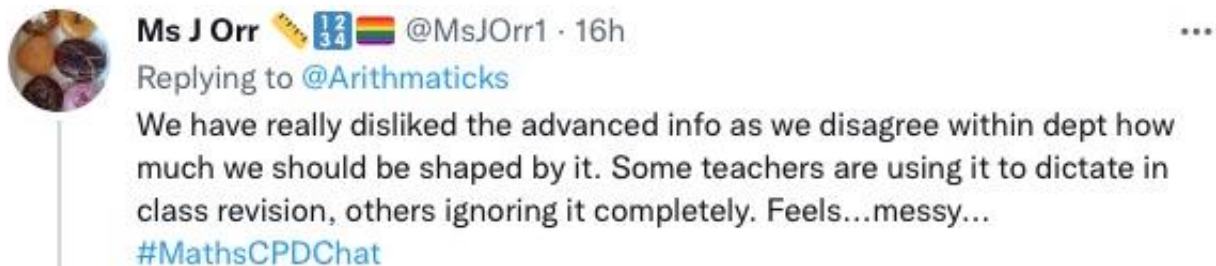 Ms J Orr 📏🔢🏳️‍🌈 @MsJOrr1 · 16h
Replying to @Arithmaticks
We have really disliked the advanced info as we disagree within dept how
much we should be shaped by it. Some teachers are using it to dictate in
class revision, others ignoring it completely. Feels...messy...
#MathsCPDChat